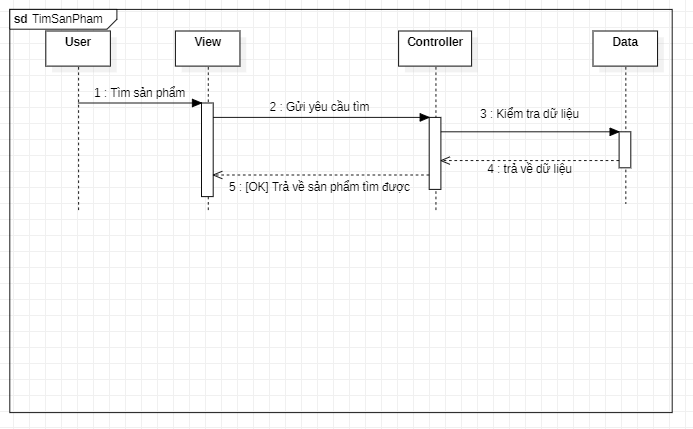 sd TimSanPham
User
View
Controller
Data
1 : Tìm sản phẩm
2 : Gửi yêu cầu tìm
3 : Kiểm tra dữ liệu
4 : trả về dữ liệu
5 : [OK] Trả về sản phẩm tìm được